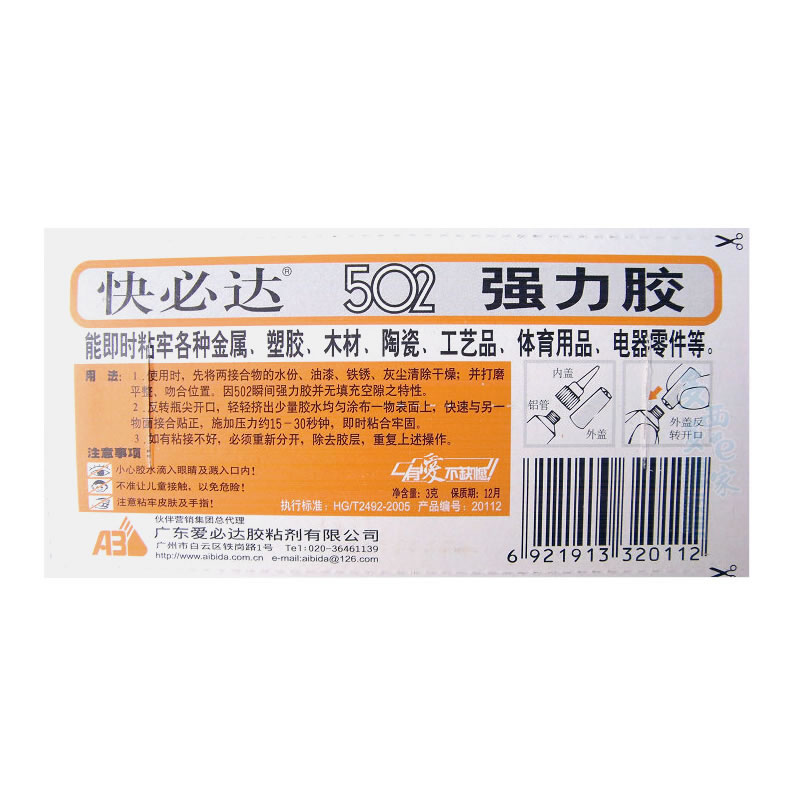 快必达® 502 强力胶
能即时粘牢各种金属、塑胶、木材、陶瓷、工艺品、体育用品、电器零件等。
用 法：1．使用时，先将两接合物的水份、油漆、铁锈、灰尘清除干燥；并打磨
平整、吻合位置。因502瞬间强力胶并无填充空隙之特性。
2．反转瓶尖开口，轻轻挤出少量胶水均匀涂布一物表面上，快速与另一
物面接合贴正，施加压力约15－30秒钟，即时粘合牢固。
3．如有粘接不好，必须重新分开，除去胶层，重复上述操作。
注意事项：
小心胶水滴入眼睛及溅入口内！
不准让儿童接触，以免危险！
注意粘牢皮肤及手指！
有爱不缺憾
净含量：3克 保质期：12月
执行标准：HG/T2492-2005 产品编号：20112
内盖
铝管
外盖
外盖反
转开口
AB
伙伴营销集团总代理
广东爱必达胶粘剂有限公司
广州市白云区铁岗路1号 Tel:020-36461139
http://www.aibida.com.cn e-mail:aibida@126.com
6 921913 320112